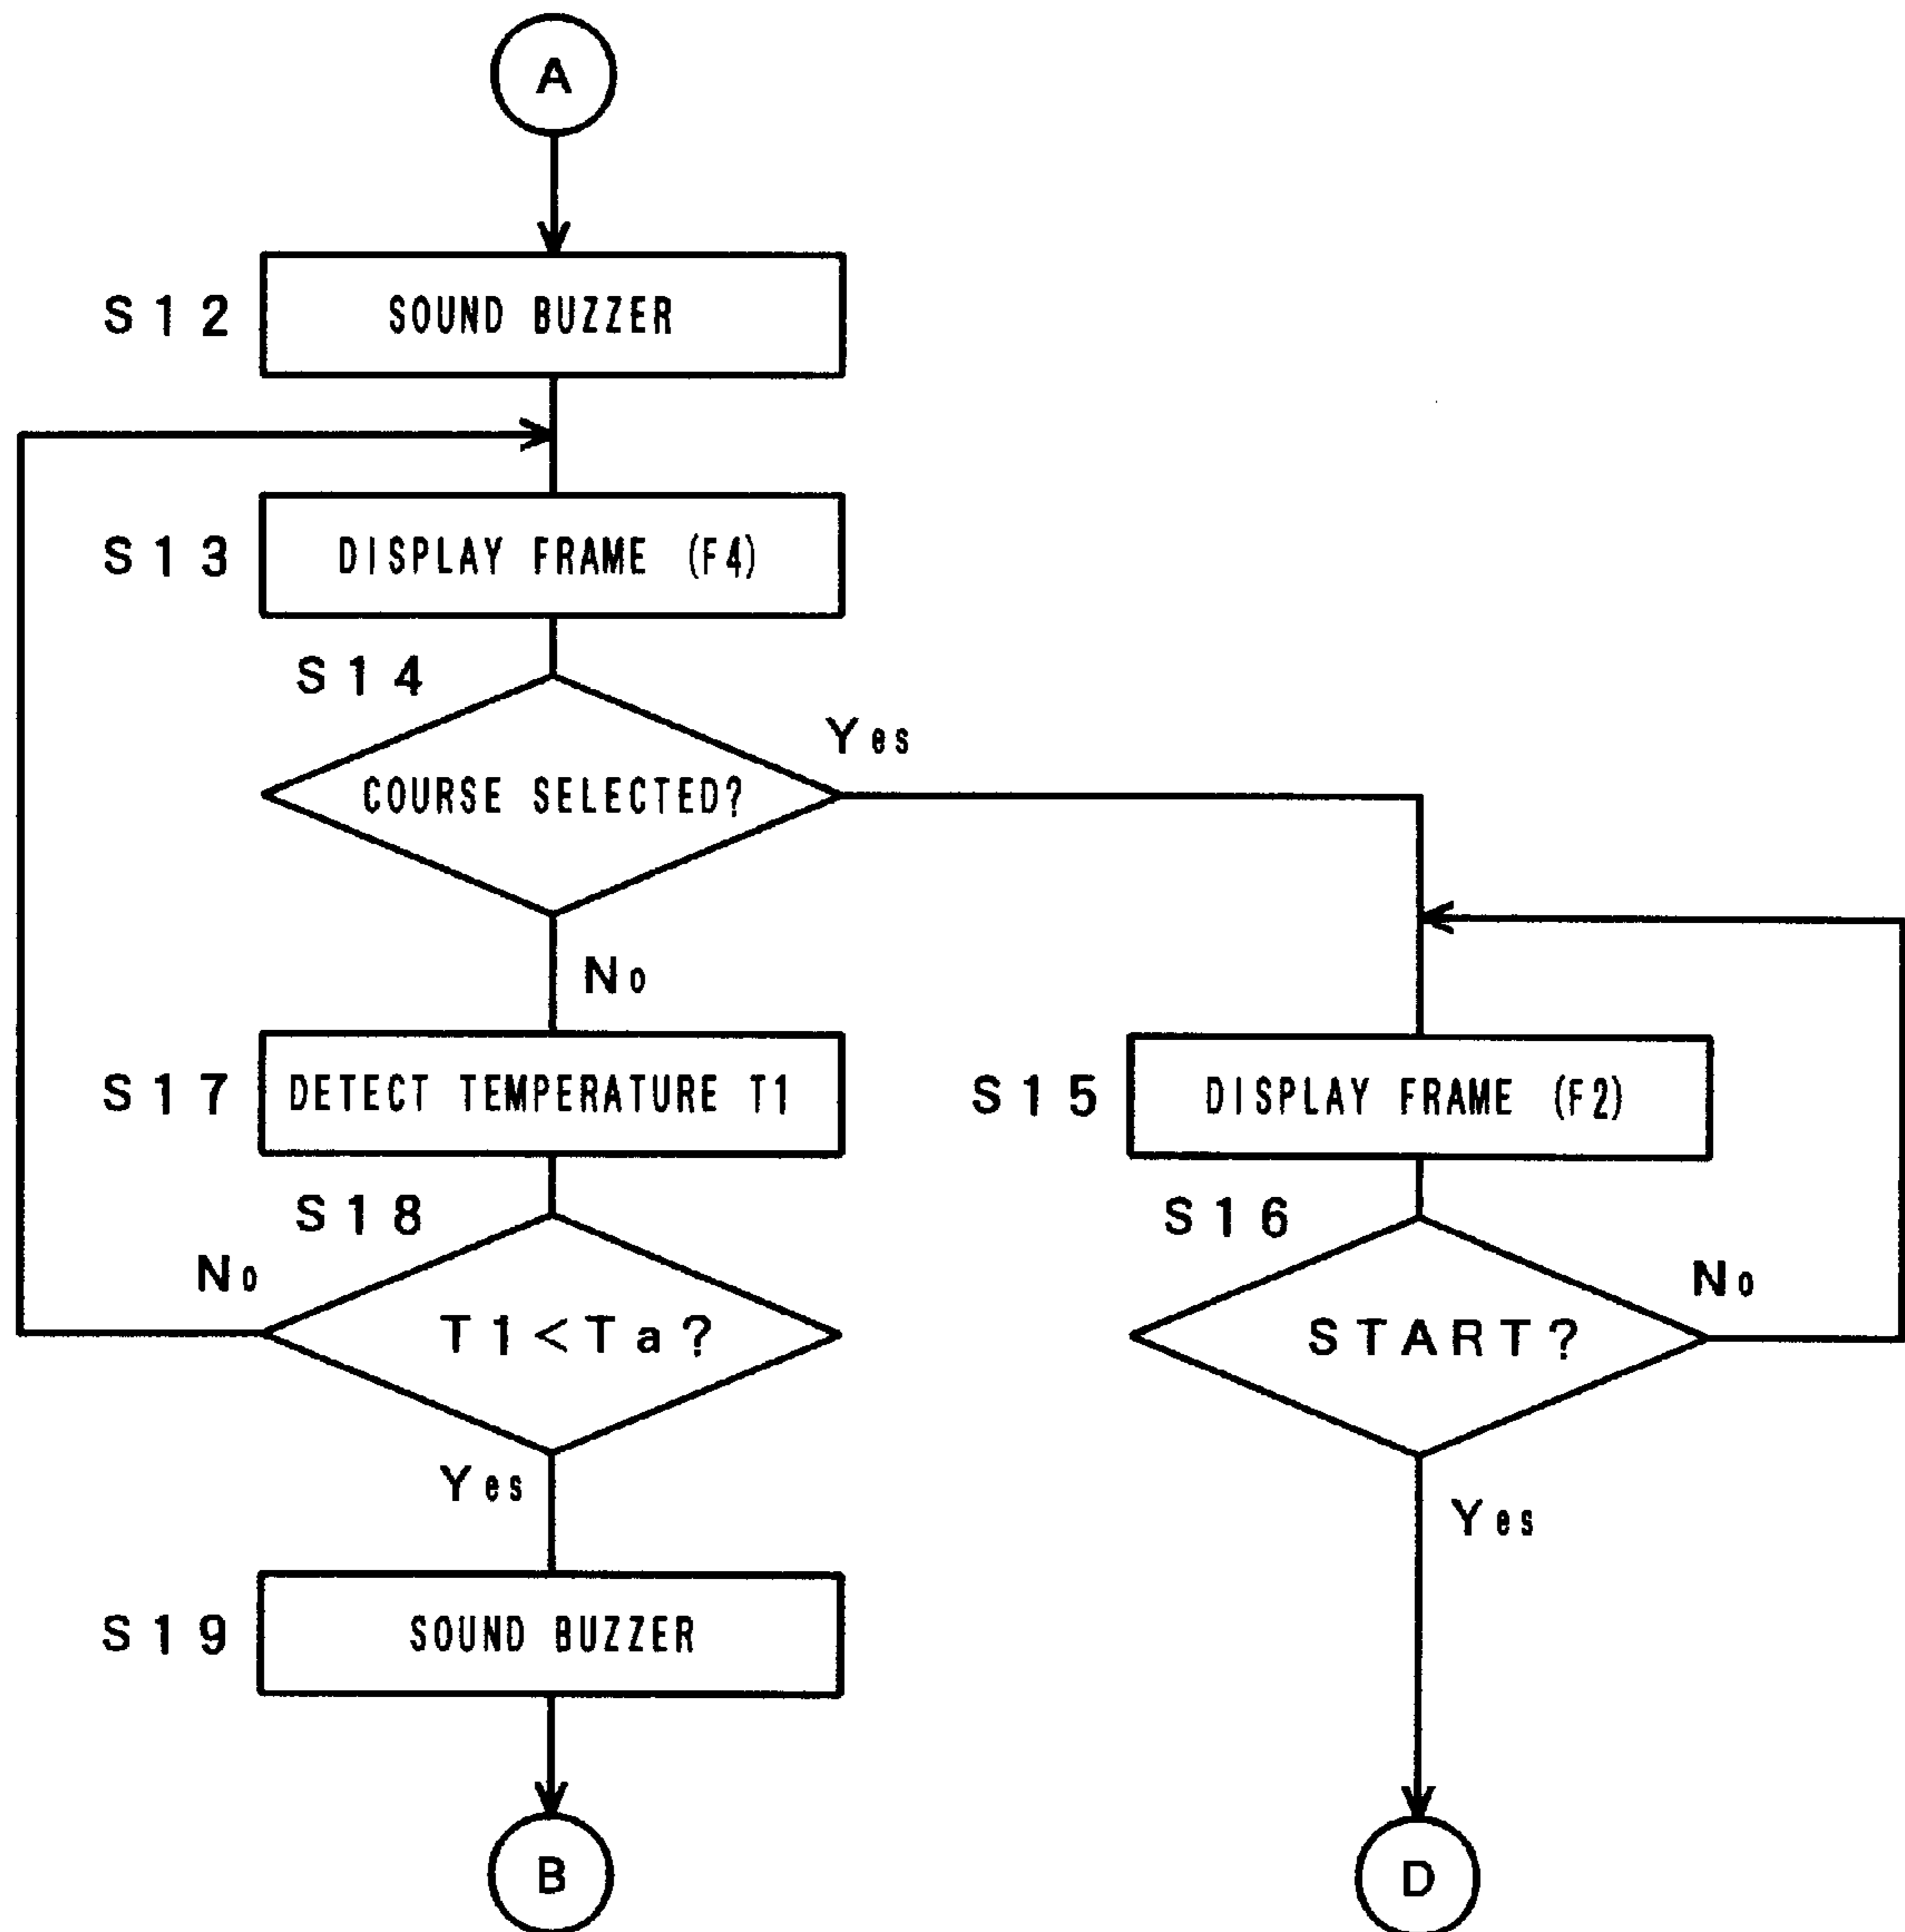 A
S12 SOUND BUZZER
S13 DISPLAY FRAME (F4)
S14
COURSE SELECTED?
Yes
No
S17 DETECT TEMPERATURE T1
S18
T1<Ta?
No
Yes
S19 SOUND BUZZER
B
S15 DISPLAY FRAME (F2)
S16
START?
No
Yes
D